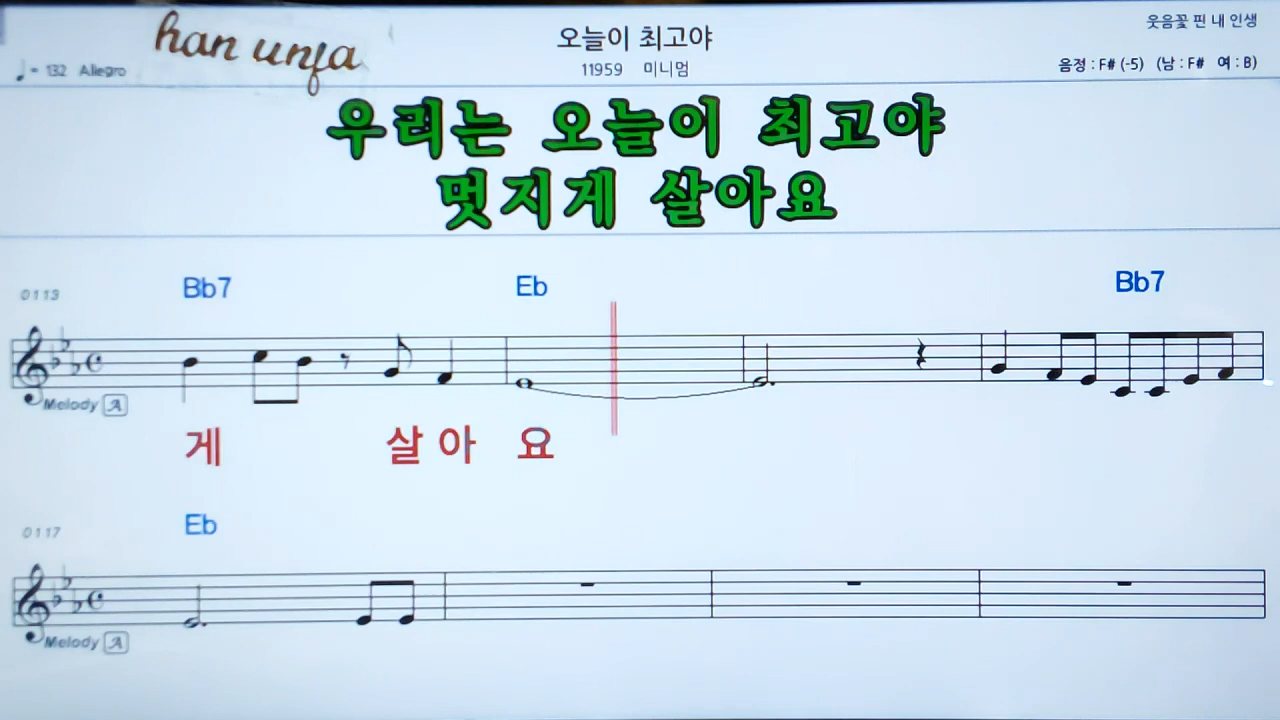 han unja
오늘이 최고야
웃음꽃 핀 내 인생
♩= 132 Allegro
11959 미니멈
음정 : F# (-5) (남 : F# 여 : B)
우리는 오늘이 최고야
멋지게 살아요
0113
Bb7 Eb Bb7
Melody A
게 살 아 요
0117
Eb
Melody A